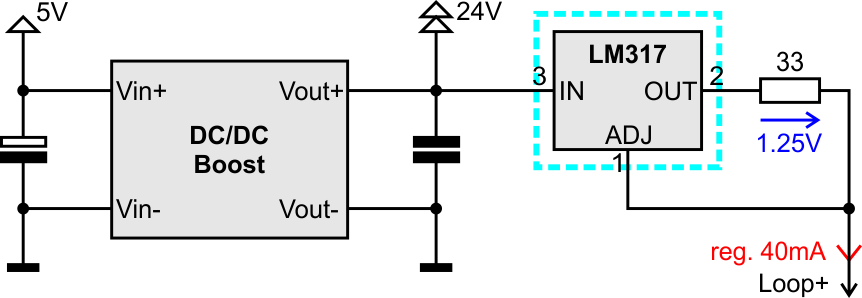 5V
24V
LM317
33
3
2
Vin+
Vout+
IN
OUT
DC/DC
Boost
ADJ
1.25V
1
Vin-
Vout-
reg. 40mA
Loop+